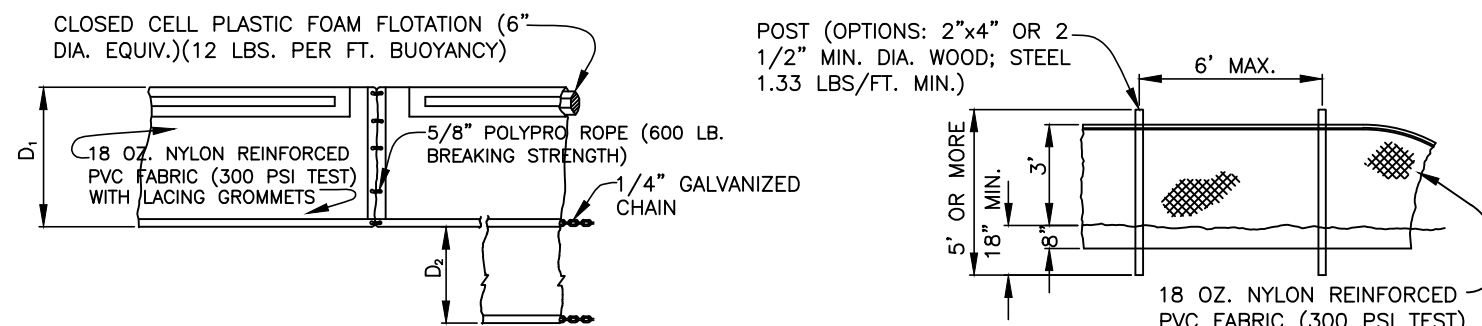 CLOSED CELL PLASTIC FOAM FLOTATION (6"
DIA. EQUIV.)(12 LBS. PER FT. BUOYANCY)
D₁
18 OZ. NYLON REINFORCED
PVC FABRIC (300 PSI TEST)
WITH LACING GROMMETS
5/8" POLYPRO ROPE (600 LB.
BREAKING STRENGTH)
1/4" GALVANIZED
CHAIN
D₂
POST (OPTIONS: 2"x4" OR 2
1/2" MIN. DIA. WOOD; STEEL
1.33 LBS/FT. MIN.)
6' MAX.
5' OR MORE
18" MIN.
3'
8"
18 OZ. NYLON REINFORCED
PVC FABRIC (300 PSI TEST)